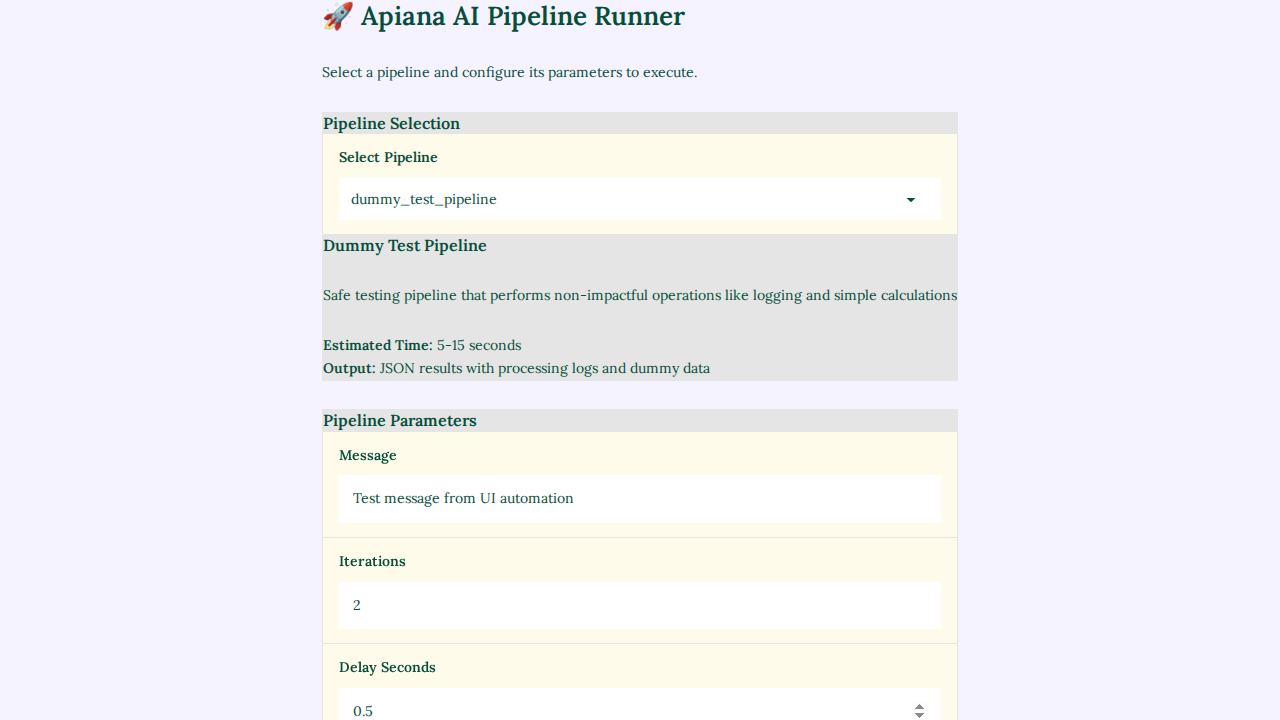 🚀 Apiana AI Pipeline Runner
Select a pipeline and configure its parameters to execute.
Pipeline Selection
Select Pipeline
dummy_test_pipeline
Dummy Test Pipeline
Safe testing pipeline that performs non-impactful operations like logging and simple calculations
Estimated Time: 5-15 seconds
Output: JSON results with processing logs and dummy data
Pipeline Parameters
Message
Test message from UI automation
Iterations
2
Delay Seconds
0.5